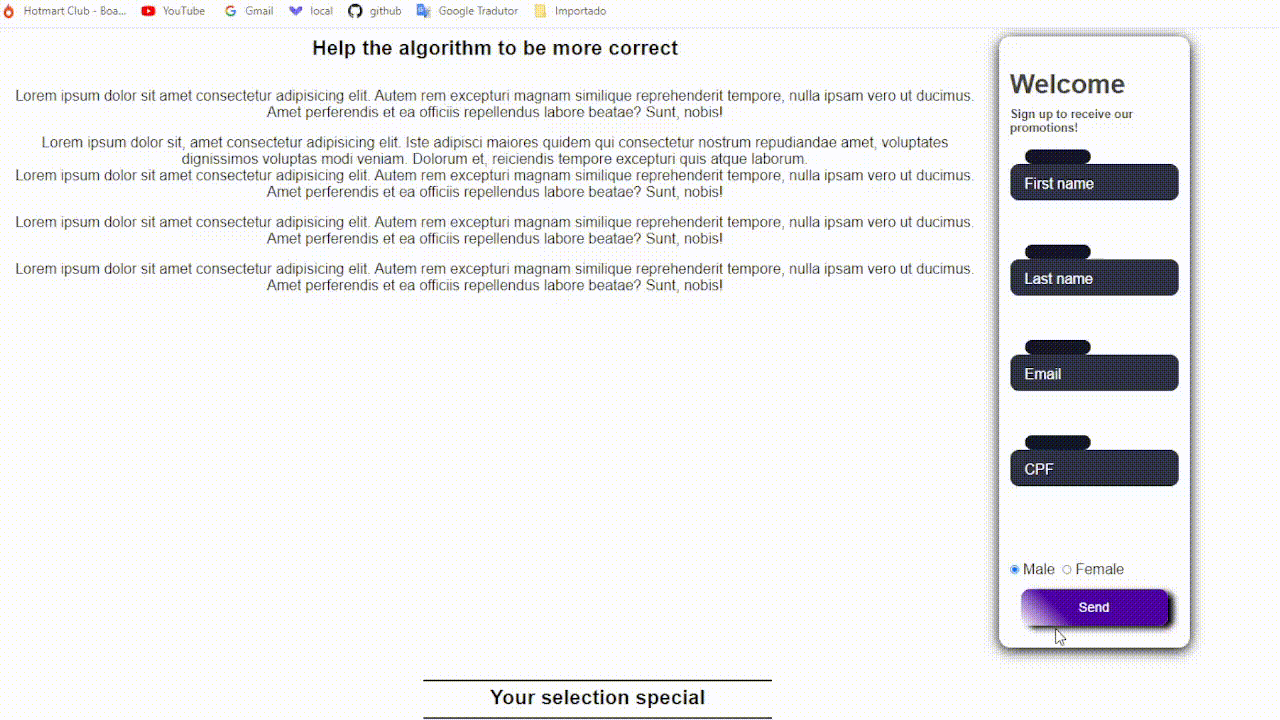 Hotmart Club - Boa... YouTube Gmail local github Google Tradutor Importado
Help the algorithm to be more correct
Lorem ipsum dolor sit amet consectetur adipisicing elit. Autem rem excepturi magnam similique reprehenderit tempore, nulla ipsam vero ut ducimus.
Amet perferendis et ea officiis repellendus labore beatae? Sunt, nobis!
Lorem ipsum dolor sit, amet consectetur adipisicing elit. Iste adipisci maiores quidem qui consectetur nostrum repudiandae amet, voluptates
dignissimos voluptas modi veniam. Dolorum et, reiciendis tempore excepturi quis atque laborum.
Lorem ipsum dolor sit amet consectetur adipisicing elit. Autem rem excepturi magnam similique reprehenderit tempore, nulla ipsam vero ut ducimus.
Amet perferendis et ea officiis repellendus labore beatae? Sunt, nobis!
Lorem ipsum dolor sit amet consectetur adipisicing elit. Autem rem excepturi magnam similique reprehenderit tempore, nulla ipsam vero ut ducimus.
Amet perferendis et ea officiis repellendus labore beatae? Sunt, nobis!
Lorem ipsum dolor sit amet consectetur adipisicing elit. Autem rem excepturi magnam similique reprehenderit tempore, nulla ipsam vero ut ducimus.
Amet perferendis et ea officiis repellendus labore beatae? Sunt, nobis!
Welcome
Sign up to receive our
promotions!
First name
Last name
Email
CPF
Male Female
Send
Your selection special